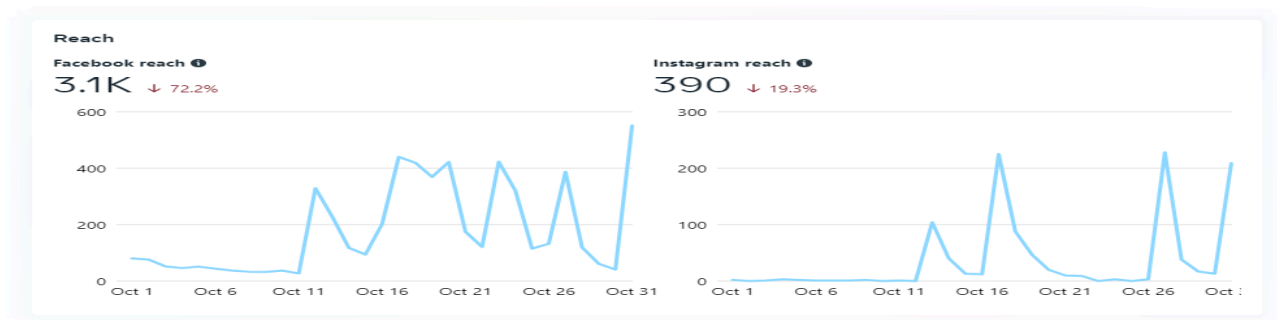 Reach
Facebook reach
3.1K ↓ 72.2%
600
400
200
0
Oct 1 Oct 6 Oct 11 Oct 16 Oct 21 Oct 26 Oct 31
Instagram reach
390 ↓ 19.3%
300
200
100
0
Oct 1 Oct 6 Oct 11 Oct 16 Oct 21 Oct 26 Oct